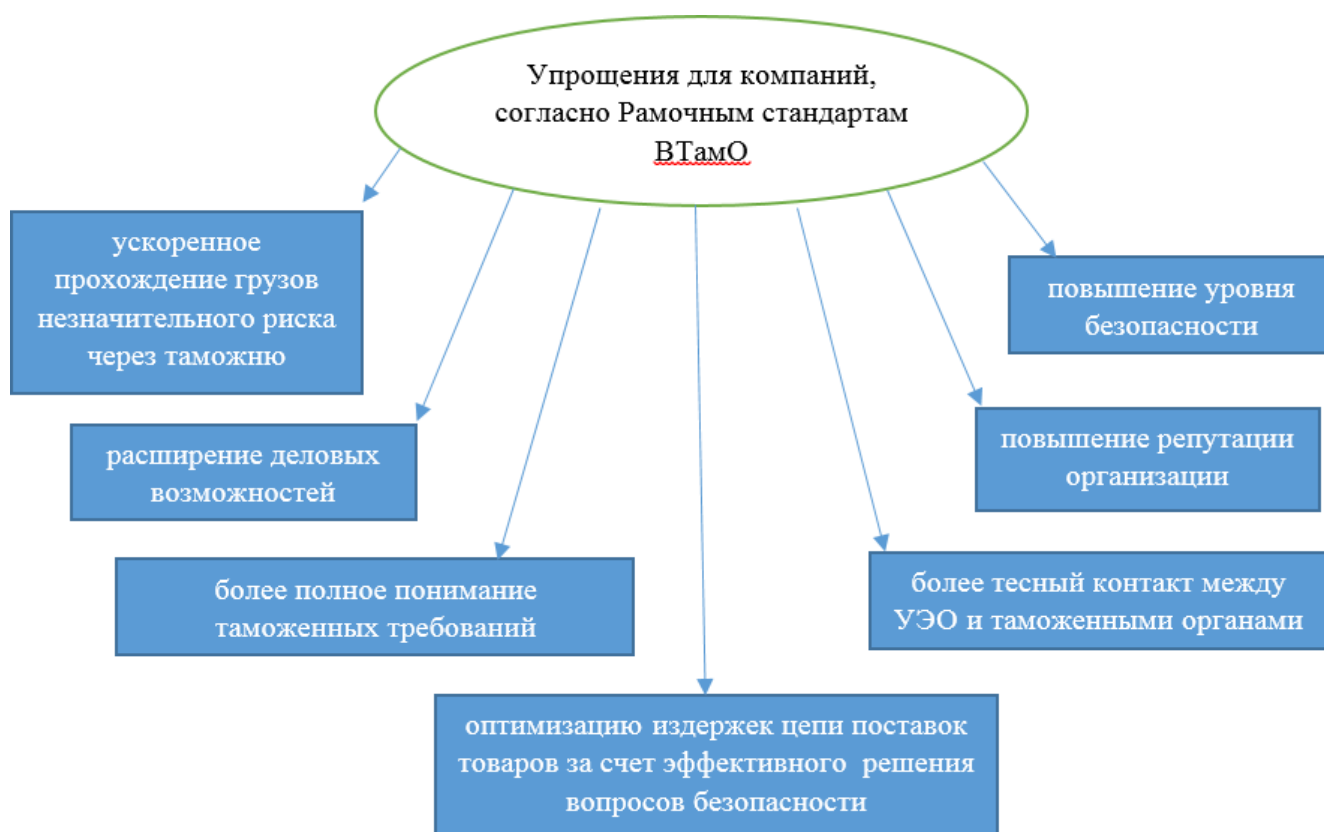 Упрощения для компаний,
согласно Рамочным стандартам
ВТамО
ускоренное
прохождение грузов
незначительного риска
через таможню
повышение уровня
безопасности
расширение деловых
возможностей
повышение репутации
организации
более полное понимание
таможенных требований
более тесный контакт между
УЭО и таможенными органами
оптимизацию издержек цепи поставок
товаров за счет эффективного решения
вопросов безопасности